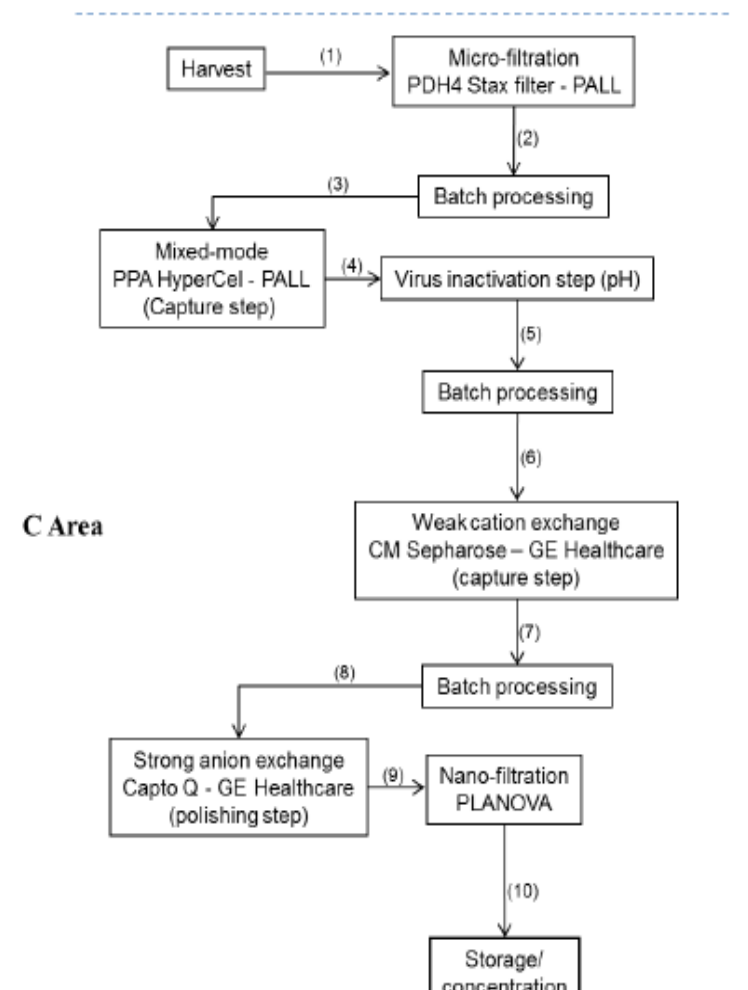 Harvest
(1)
Micro-filtration
PDH4 Stax filter - PALL
(2)
Batch processing
(3)
Mixed-mode
PPA HyperCel - PALL
(Capture step)
(4)
Virus inactivation step (pH)
(5)
Batch processing
(6)
C Area
Weak cation exchange
CM Sepharose – GE Healthcare
(capture step)
(7)
Batch processing
(8)
Strong anion exchange
Capto Q - GE Healthcare
(polishing step)
(9)
Nano-filtration
PLANOVA
(10)
Storage/
concentration